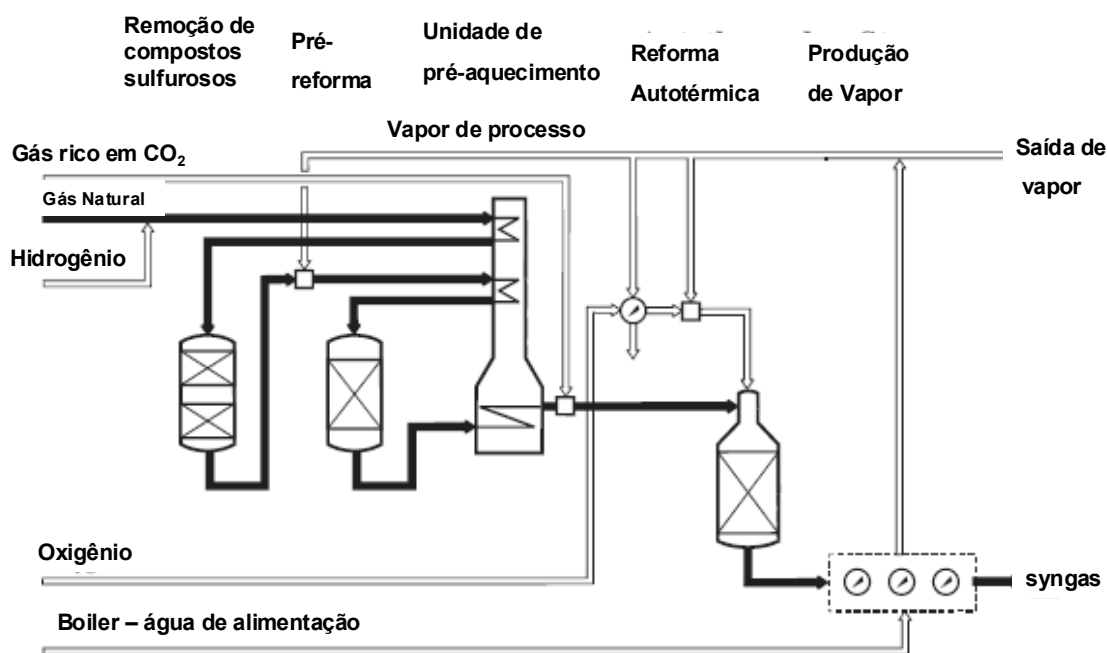 Remoção de
compostos
sulfurosos
Pré-
reforma
Unidade de
pré-aquecimento
Reforma
Autotérmica
Produção
de Vapor
Vapor de processo
Gás rico em CO₂
Saída de
vapor
Gás Natural
Hidrogênio
Oxigênio
syngas
Boiler – água de alimentação